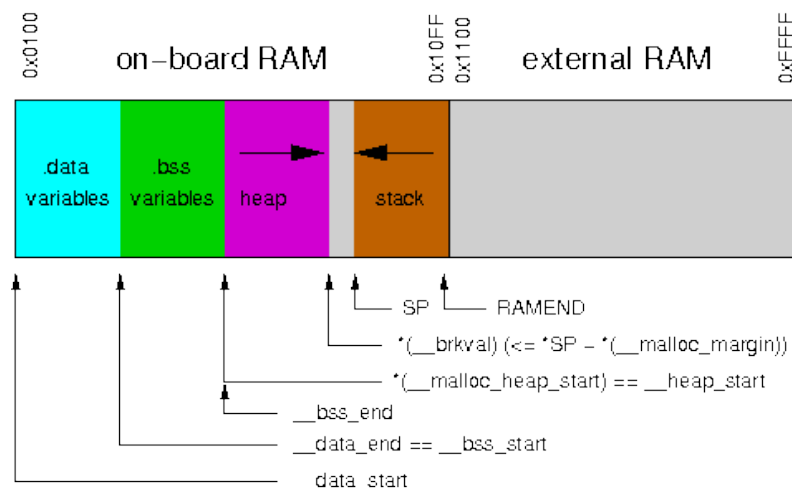 0x0100
on-board RAM
0x10FF
0x1100
external RAM
0xFFFF
.data
variables
.bss
variables
heap
stack
SP
RAMEND
*(__brkval) (<= *SP - *(__malloc_margin))
*(__malloc_heap_start) == __heap_start
__bss_end
__data_end == __bss_start
__data_start